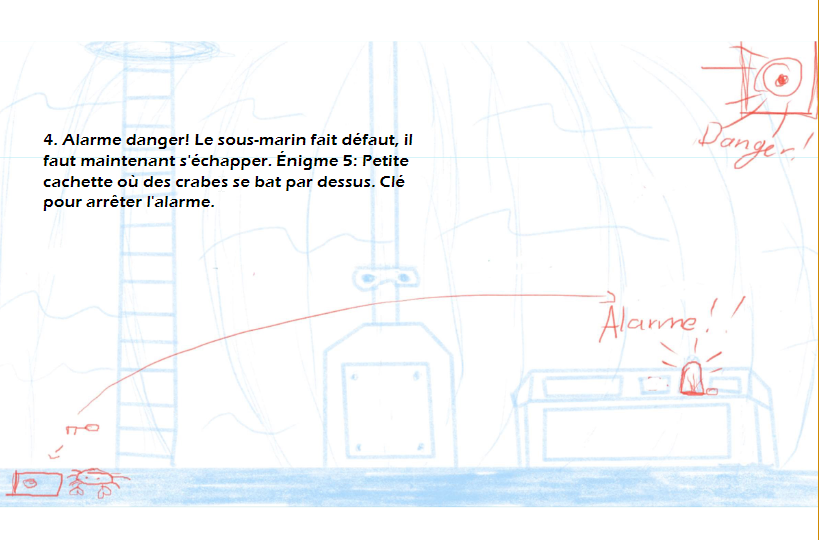 Danger!
4. Alarme danger! Le sous-marin fait défaut, il
faut maintenant s'échapper. Énigme 5: Petite
cachette où des crabes se bat par dessus. Clé
pour arrêter l'alarme.
Alarme!!